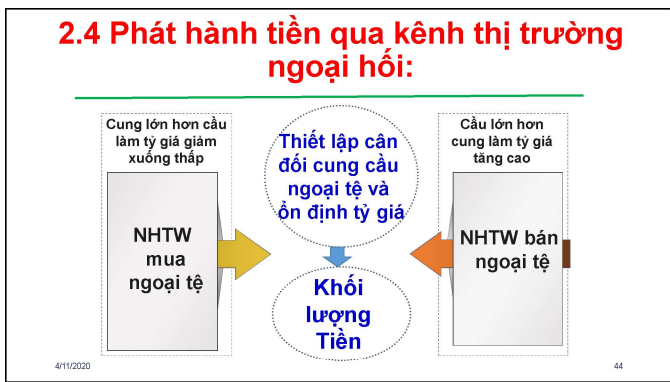 2.4 Phát hành tiền qua kênh thị trường
ngoại hối:
Cung lớn hơn cầu
làm tỷ giá giảm
xuống thấp
NHTW
mua
ngoại tệ
Thiết lập cân
đối cung cầu
ngoại tệ và
ổn định tỷ giá
Khối
lượng
Tiền
Cầu lớn hơn
cung làm tỷ giá
tăng cao
NHTW bán
ngoại tệ
4/11/2020
44